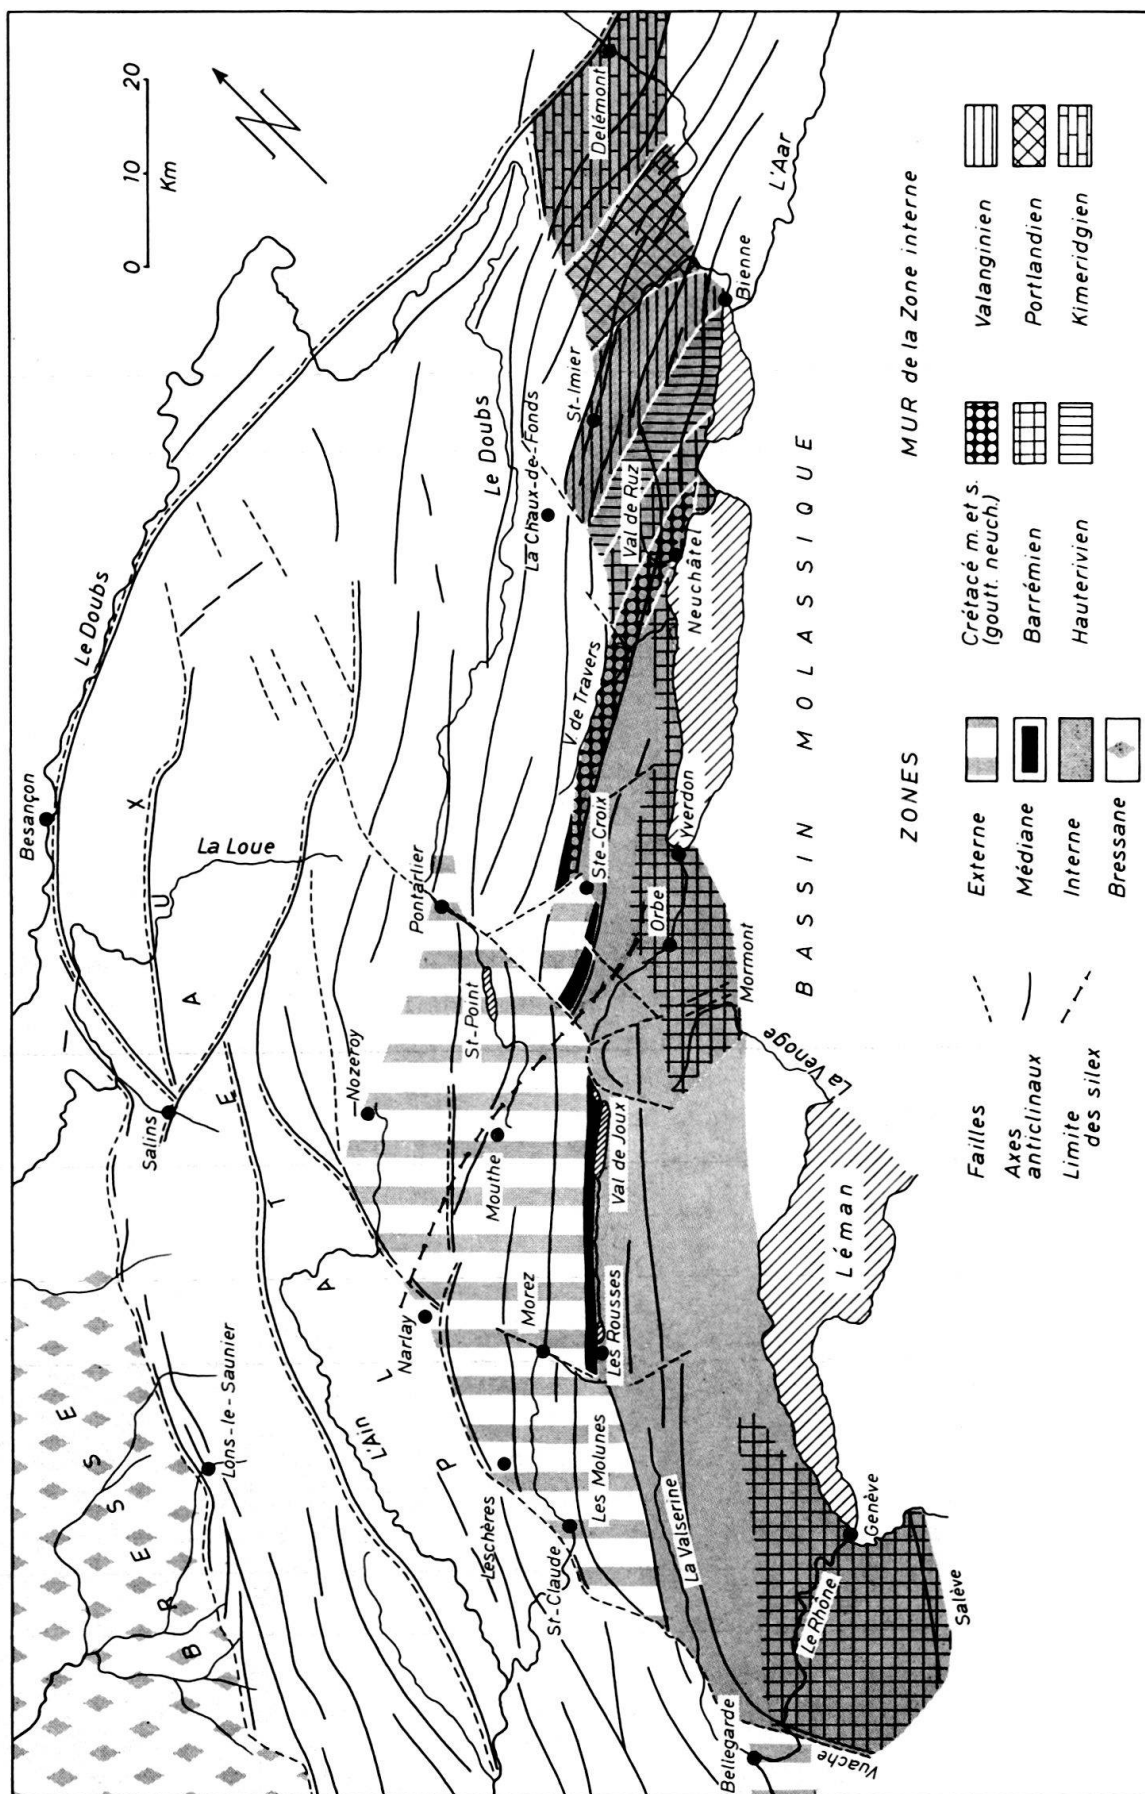 Besançon
Le Doubs
La Loue
PLATEAUX
Salins
BRESSE
Lons-le-Saunier
L'Ain
Nozeroy
Narlay
Leschères
St-Claude
Les Molunes
Morez
Mouthe
St-Point
Pontarlier
Les Rousses
Val de Joux
Ste-Croix
V. de Travers
La Chaux-de-Fonds
Le Doubs
St-Imier
Val de Ruz
Delémont
Bienne
L'Aar
Neuchâtel
Yverdon
Orbe
Mormont
La Venoge
Léman
Genève
Le Rhône
Salève
La Valserine
Bellegarde
Vuache
BASSIN MOLASSIQUE
0 10 20
Km
N
ZONES
Externe
Médiane
Interne
Bressane
MUR de la Zone interne
Crétacé m. et s.
(goutt. neuch.)
Barrémien
Hauterivien
Valanginien
Portlandien
Kimeridgien
Failles
Axes
anticlinaux
Limite
des silex